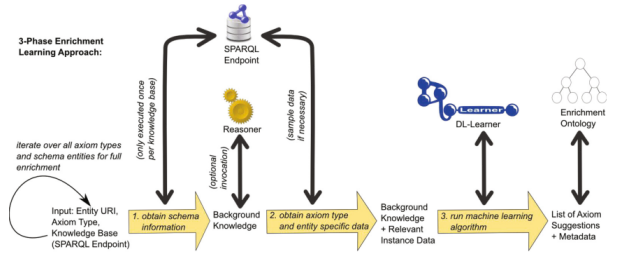 3-Phase Enrichment
Learning Approach:
SPARQL
Endpoint
(only executed once
per knowledge base)
Reasoner
(optional
invocation)
(sample data
if necessary)
Learner
DL-Learner
Enrichment
Ontology
iterate over all axiom types
and schema entities for full
enrichment
Input: Entity URI,
Axiom Type,
Knowledge Base
(SPARQL Endpoint)
1. obtain schema
information
Background
Knowledge
2. obtain axiom type
and entity specific data
Background
Knowledge
+ Relevant
Instance Data
3. run machine learning
algorithm
List of Axiom
Suggestions
+ Metadata